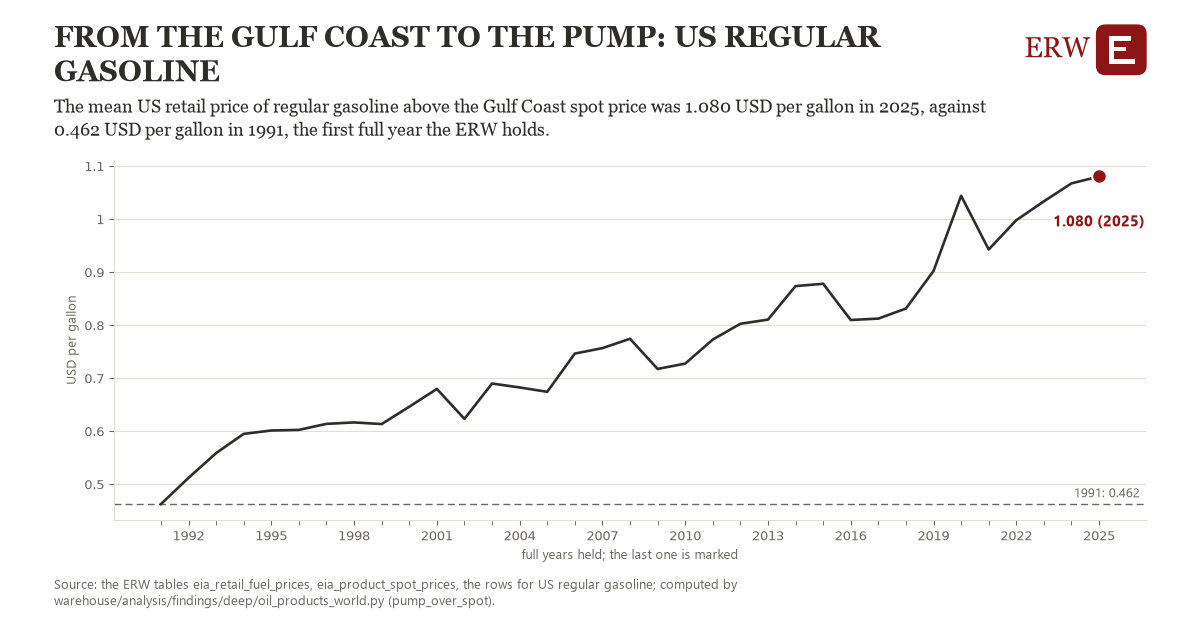 FROM THE GULF COAST TO THE PUMP: US REGULAR
GASOLINE
ERW E
The mean US retail price of regular gasoline above the Gulf Coast spot price was 1.080 USD per gallon in 2025, against
0.462 USD per gallon in 1991, the first full year the ERW holds.
1.1
1
0.9
0.8
0.7
0.6
0.5
USD per gallon
1.080 (2025)
1991: 0.462
1992 1995 1998 2001 2004 2007 2010 2013 2016 2019 2022 2025
full years held; the last one is marked
Source: the ERW tables eia_retail_fuel_prices, eia_product_spot_prices, the rows for US regular gasoline; computed by
warehouse/analysis/findings/deep/oil_products_world.py (pump_over_spot).